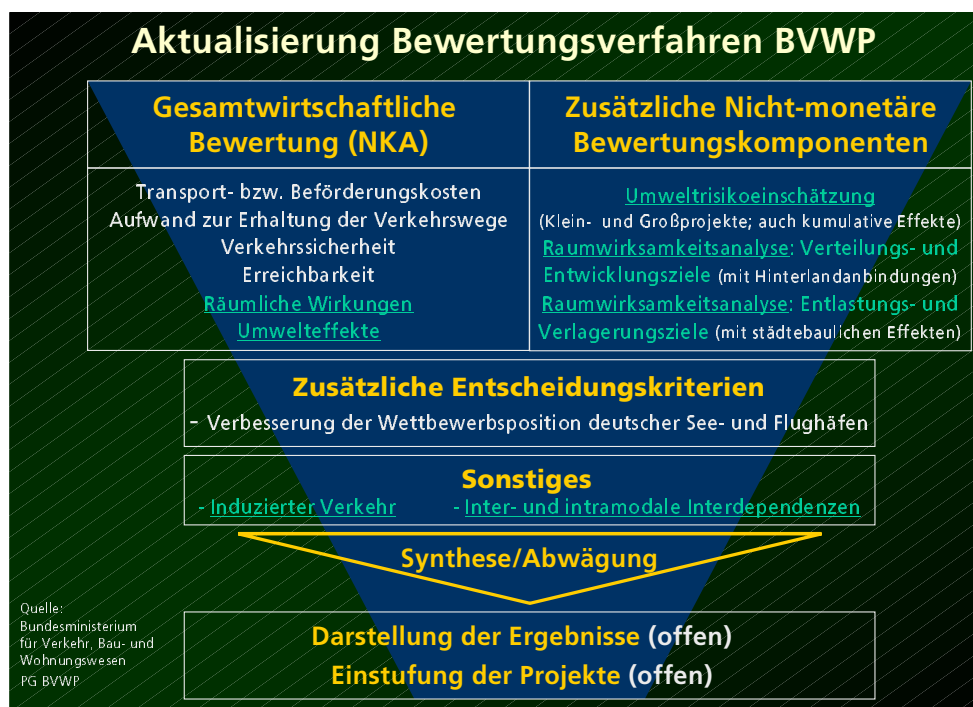 Aktualisierung Bewertungsverfahren BVWP
Gesamtwirtschaftliche
Bewertung (NKA)
Transport- bzw. Beförderungskosten
Aufwand zur Erhaltung der Verkehrswege
Verkehrssicherheit
Erreichbarkeit
Räumliche Wirkungen
Umwelteffekte
Zusätzliche Nicht-monetäre
Bewertungskomponenten
Umweltrisikoeinschätzung
(Klein- und Großprojekte; auch kumulative Effekte)
Raumwirksamkeitsanalyse: Verteilungs- und
Entwicklungsziele (mit Hinterlandanbindungen)
Raumwirksamkeitsanalyse: Entlastungs- und
Verlagerungsziele (mit städtebaulichen Effekten)
Zusätzliche Entscheidungskriterien
- Verbesserung der Wettbewerbsposition deutscher See- und Flughäfen
Sonstiges
- Induzierter Verkehr - Inter- und intramodale Interdependenzen
Synthese/Abwägung
Darstellung der Ergebnisse (offen)
Einstufung der Projekte (offen)
Quelle:
Bundesministerium
für Verkehr, Bau- und
Wohnungswesen
PG BVWP